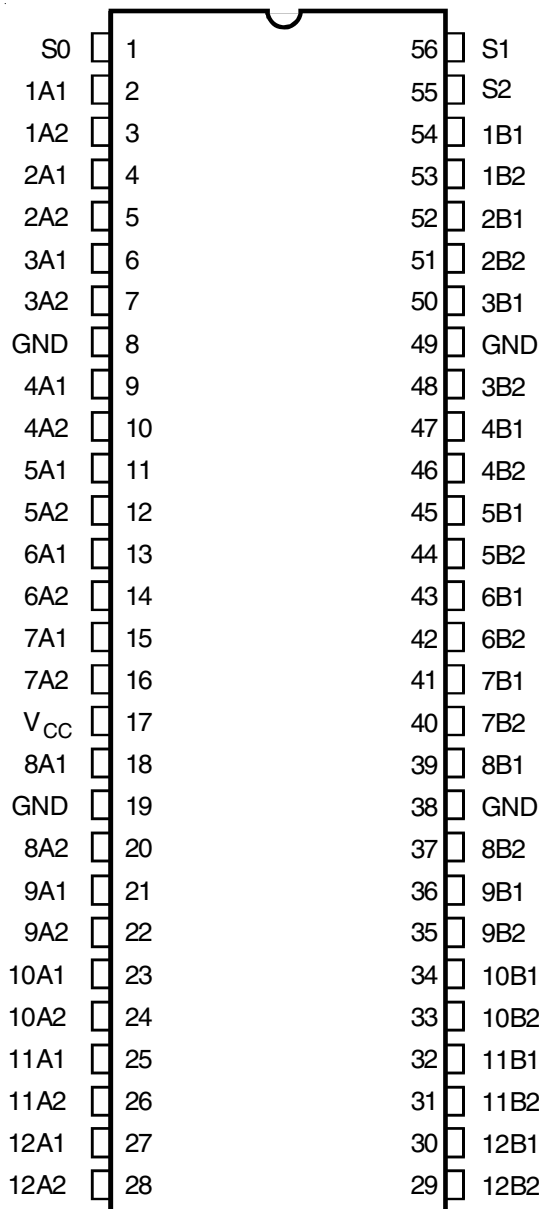 S0 1 56 S1
1A1 2 55 S2
1A2 3 54 1B1
2A1 4 53 1B2
2A2 5 52 2B1
3A1 6 51 2B2
3A2 7 50 3B1
GND 8 49 GND
4A1 9 48 3B2
4A2 10 47 4B1
5A1 11 46 4B2
5A2 12 45 5B1
6A1 13 44 5B2
6A2 14 43 6B1
7A1 15 42 6B2
7A2 16 41 7B1
VCC 17 40 7B2
8A1 18 39 8B1
GND 19 38 GND
8A2 20 37 8B2
9A1 21 36 9B1
9A2 22 35 9B2
10A1 23 34 10B1
10A2 24 33 10B2
11A1 25 32 11B1
11A2 26 31 11B2
12A1 27 30 12B1
12A2 28 29 12B2